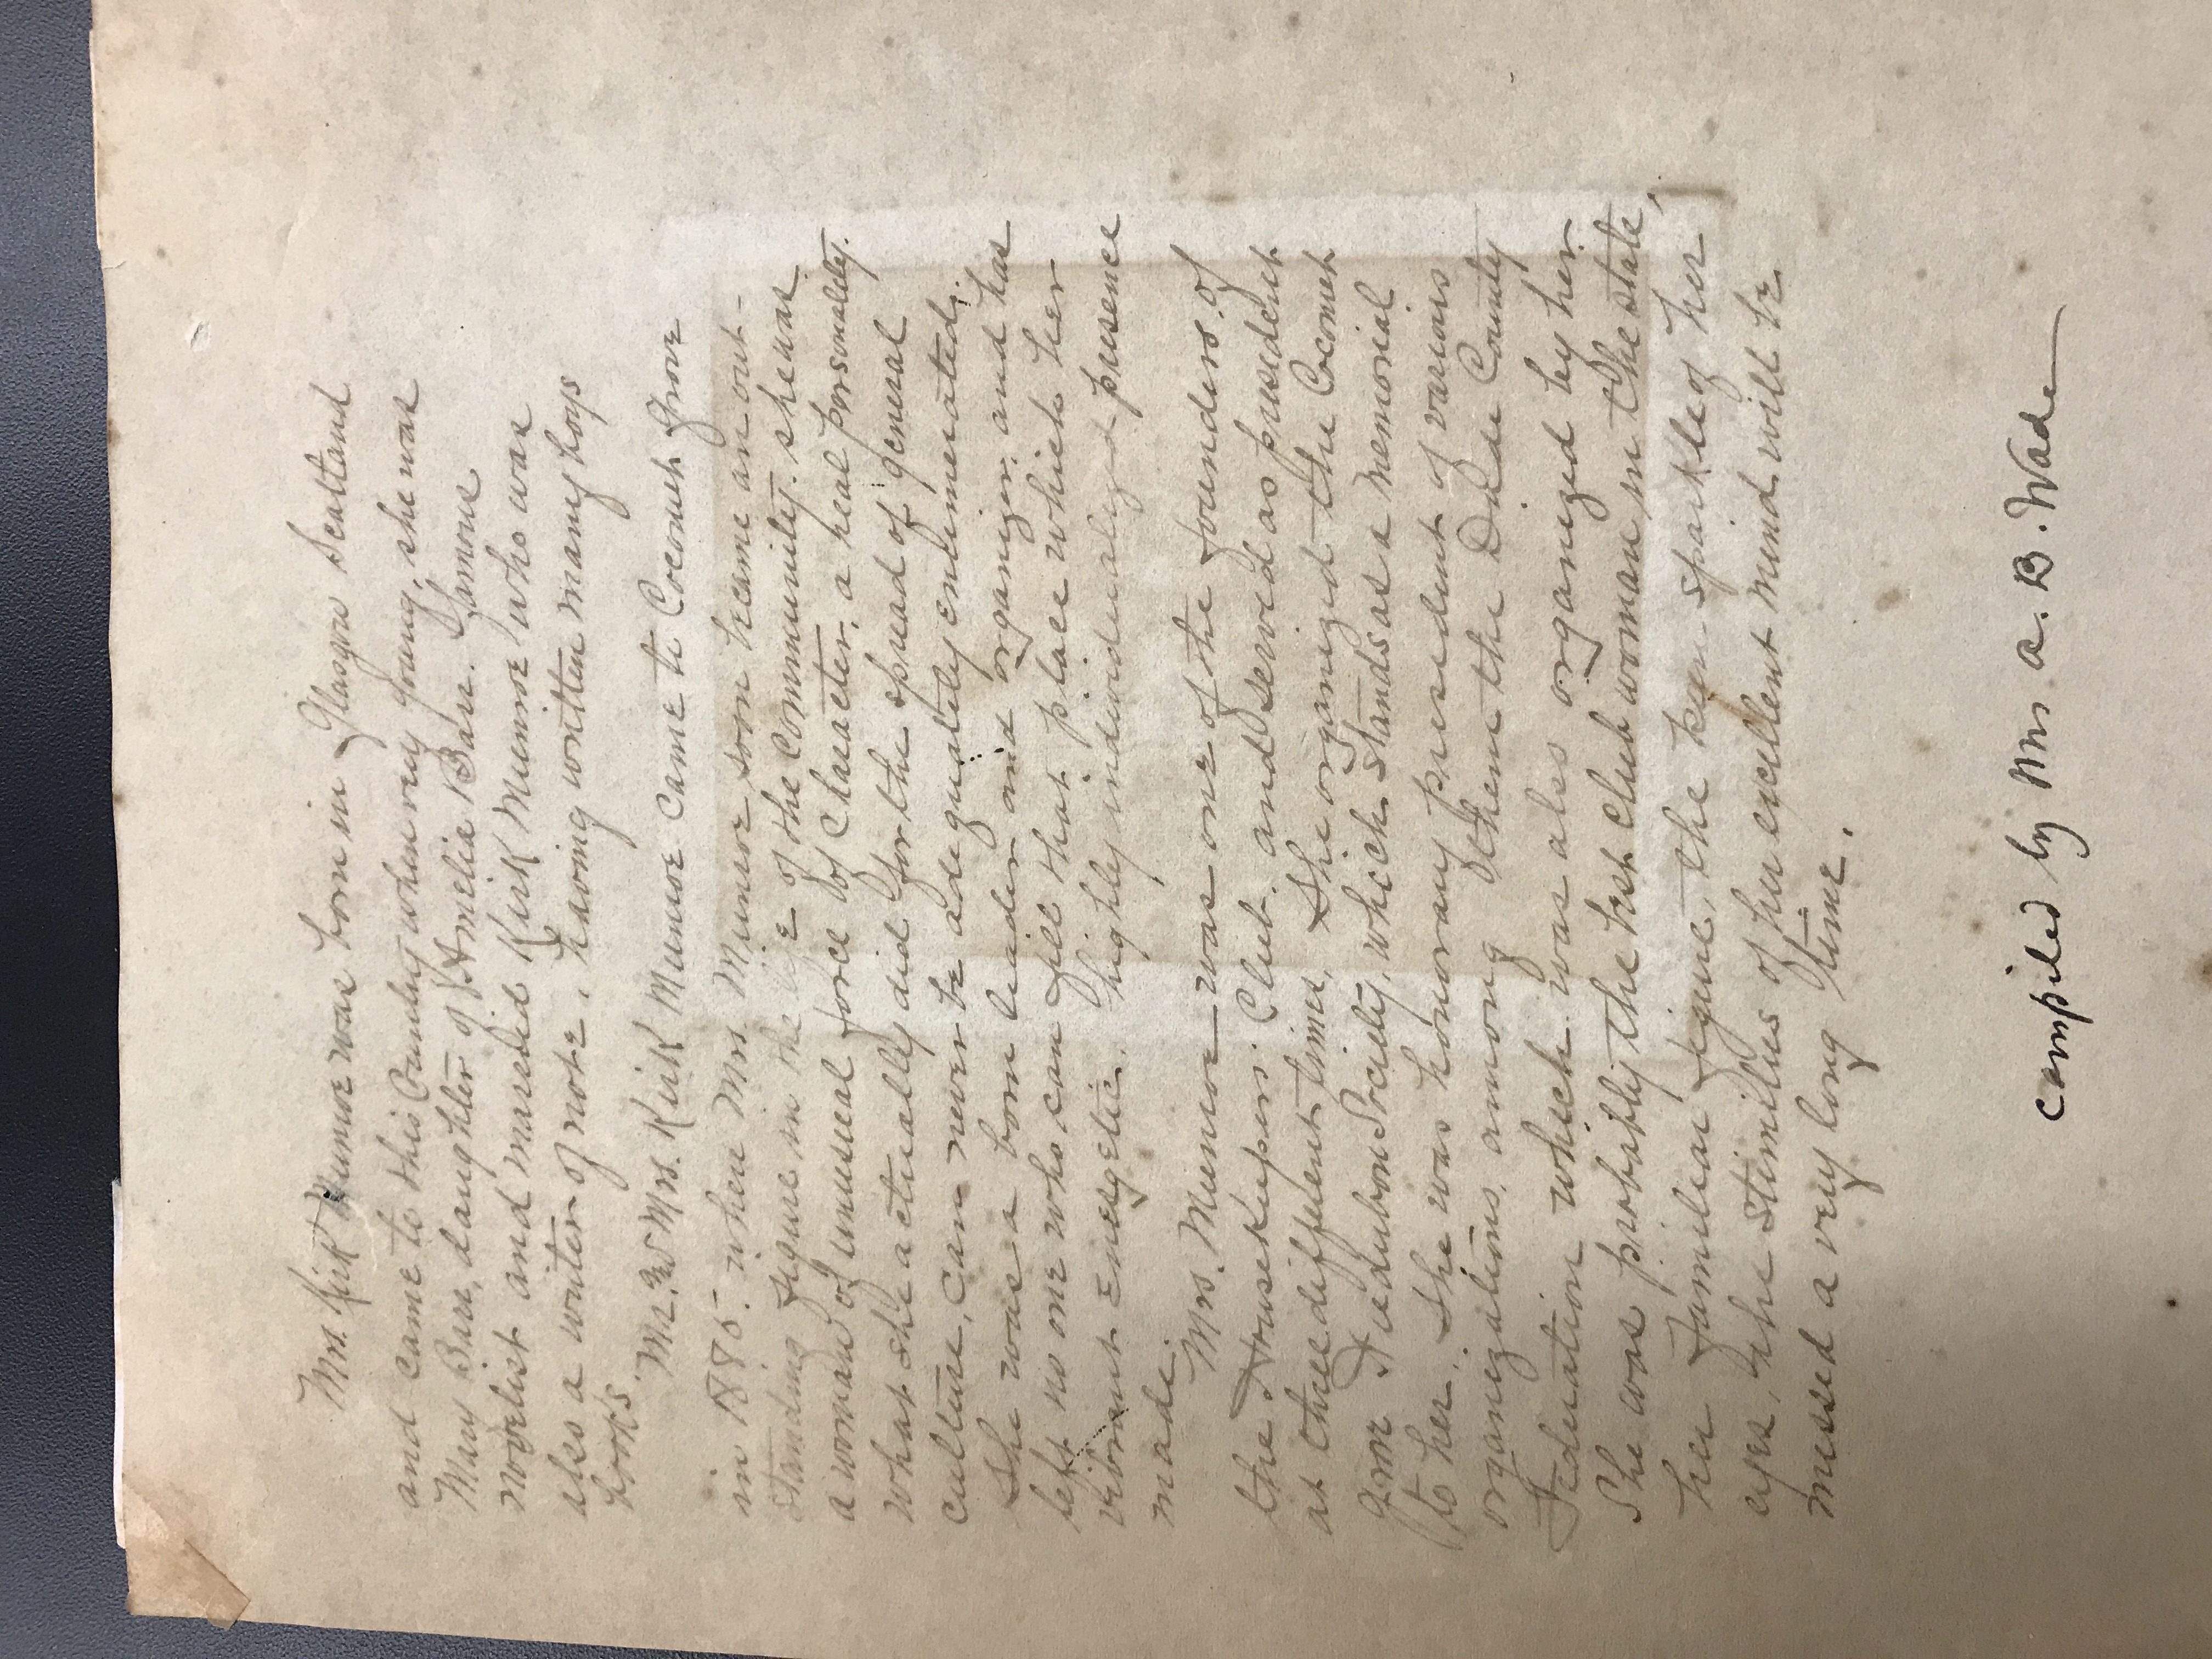 Mrs. Kirk Munroe was born in Glasgow Scotland
and came to this Country when very young, she was
Mary Barr, daughter of Amelia Barr. famous
novelist and married Kirk Munroe who was
also a writer of note, having written many boys
books.
Mr. and Mrs. Kirk Munroe came to Coconut Grove
in 1885. where Mrs. Munroe soon became an out-
standing figure in the life of the community. she was
a woman of unusual force of Character, a real personality.
What she actually did for the spread of general
culture, can never be adequately enumerated.
She was a born leader and organizer, and has
left no one who can fill that place which her
vibrant energetic, highly individualized presence
made.
Mrs. Munroe was one of the founders of
the Housekeepers Club. and served as president
at three different times, She organized the Coconut
grove Audubon Society, which stands as a memorial
to her. She was honorary president of various
organizations, among them the Dade County
Federation which was also organized by her.
She was probably the best club woman in the state,
her familiar figure, the keen sparkle of her
eyes, the stimilus of her excellent mind will be
missed a very long time.
compiled by Mrs A. B. Wade